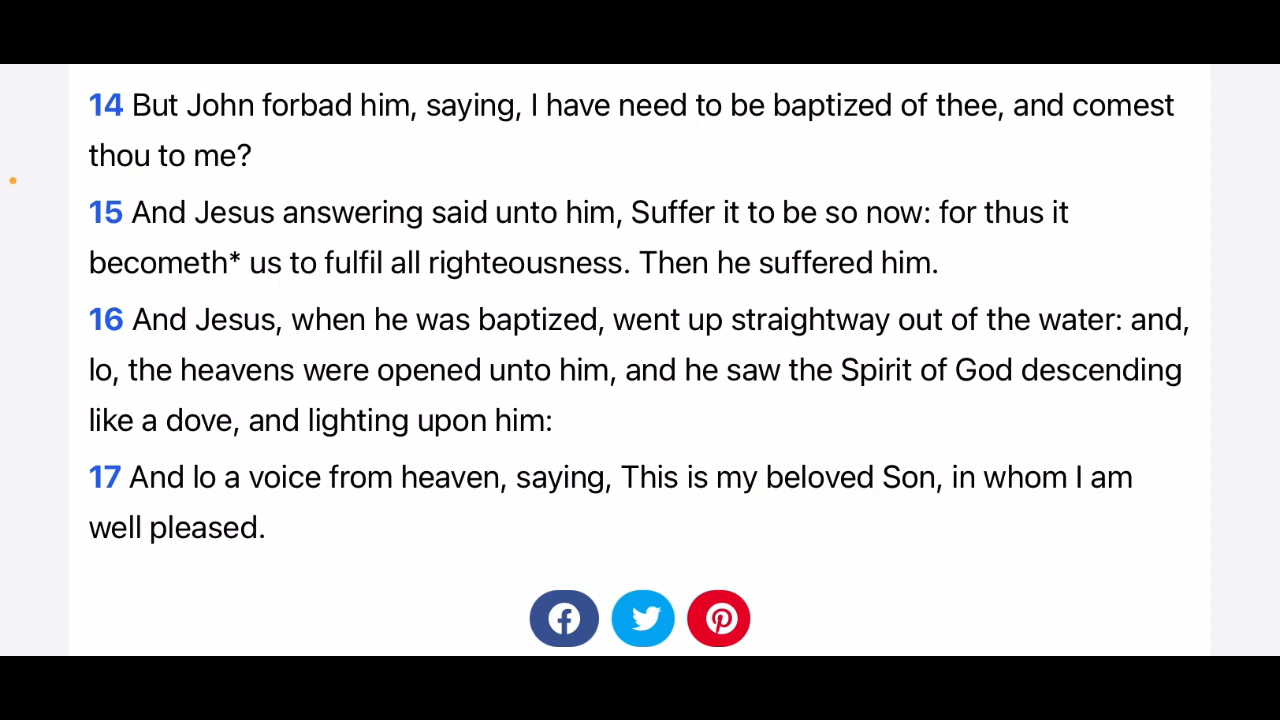 14 But John forbad him, saying, I have need to be baptized of thee, and comest
thou to me?
15 And Jesus answering said unto him, Suffer it to be so now: for thus it
becometh* us to fulfil all righteousness. Then he suffered him.
16 And Jesus, when he was baptized, went up straightway out of the water: and,
lo, the heavens were opened unto him, and he saw the Spirit of God descending
like a dove, and lighting upon him:
17 And lo a voice from heaven, saying, This is my beloved Son, in whom I am
well pleased.